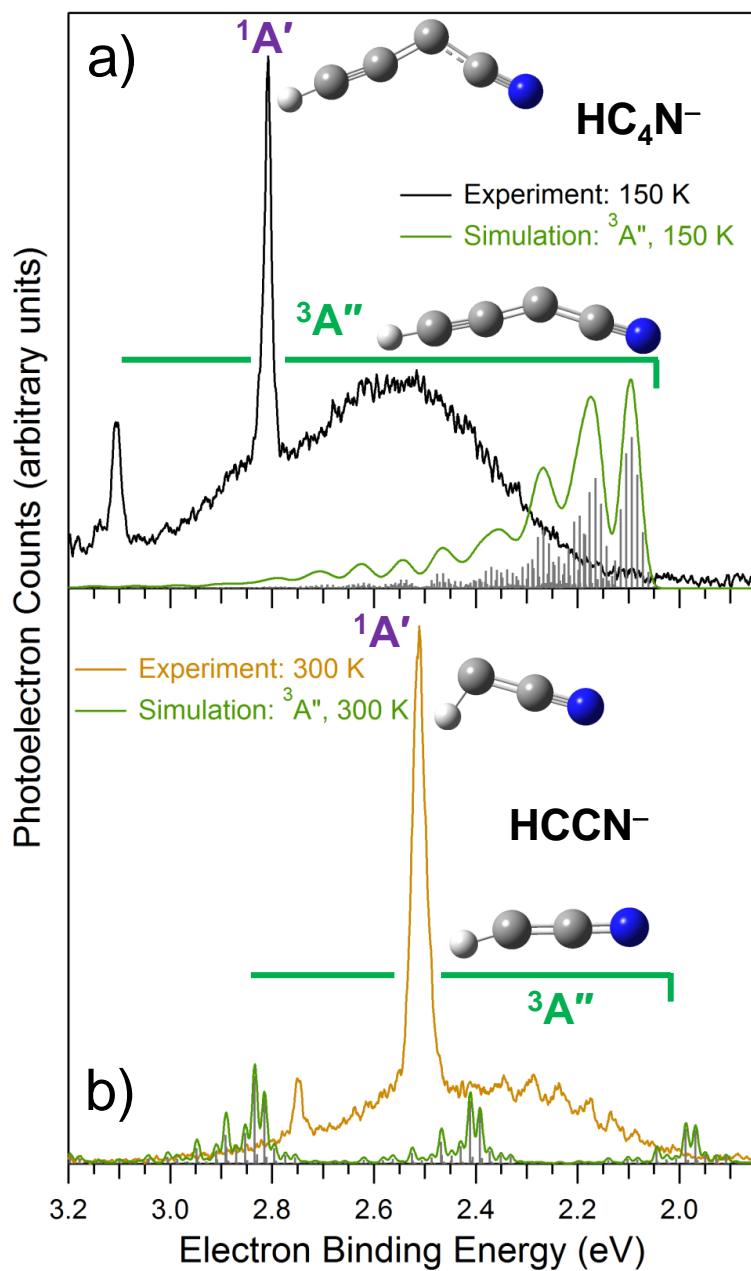 a)
¹A′
HC₄N⁻
Experiment: 150 K
Simulation: ³A", 150 K
³A″
Photoelectron Counts (arbitrary units)
¹A′
Experiment: 300 K
Simulation: ³A", 300 K
HCCN⁻
³A″
b)
3.2 3.0 2.8 2.6 2.4 2.2 2.0
Electron Binding Energy (eV)